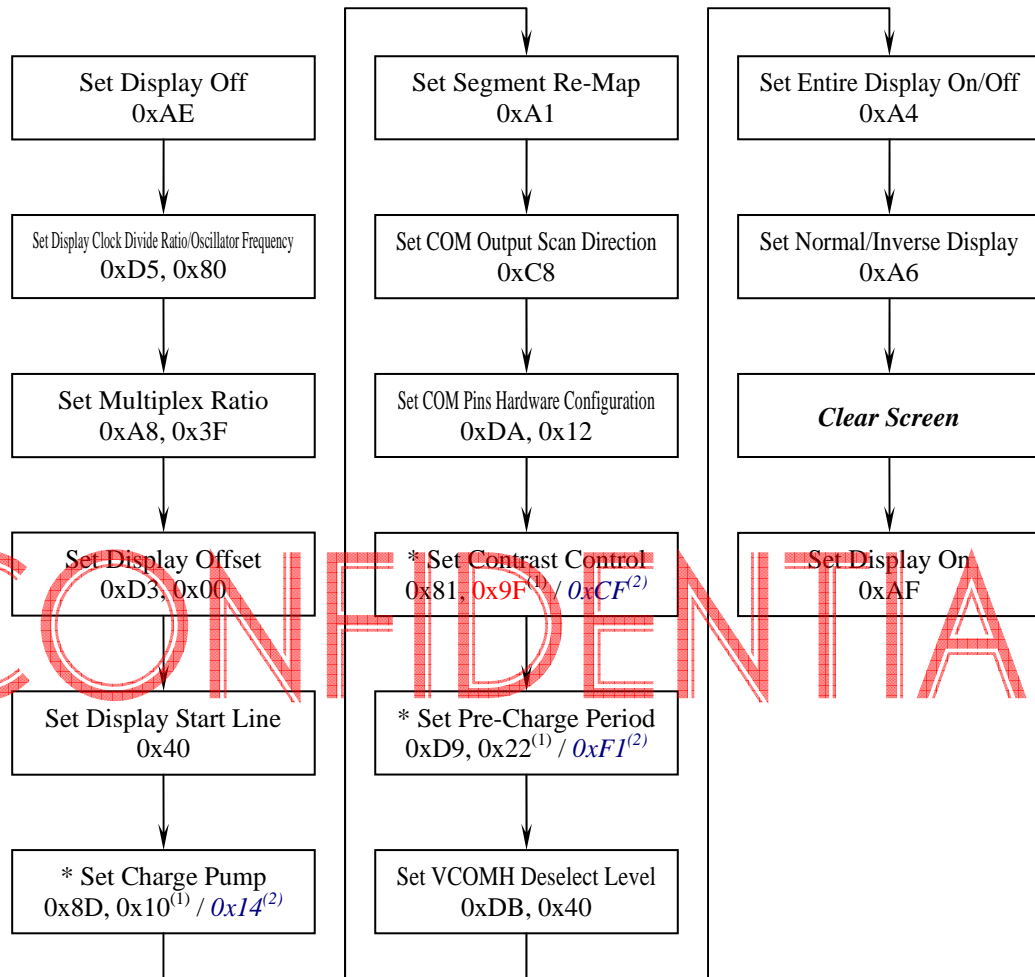 Set Display Off
0xAE
Set Display Clock Divide Ratio/Oscillator Frequency
0xD5, 0x80
Set Multiplex Ratio
0xA8, 0x3F
Set Display Offset
0xD3, 0x00
Set Display Start Line
0x40
* Set Charge Pump
0x8D, 0x10(1) / 0x14(2)
Set Segment Re-Map
0xA1
Set COM Output Scan Direction
0xC8
Set COM Pins Hardware Configuration
0xDA, 0x12
* Set Contrast Control
0x81, 0x9F(1) / 0xCF(2)
* Set Pre-Charge Period
0xD9, 0x22(1) / 0xF1(2)
Set VCOMH Deselect Level
0xDB, 0x40
Set Entire Display On/Off
0xA4
Set Normal/Inverse Display
0xA6
Clear Screen
Set Display On
0xAF
CONFIDENTIA